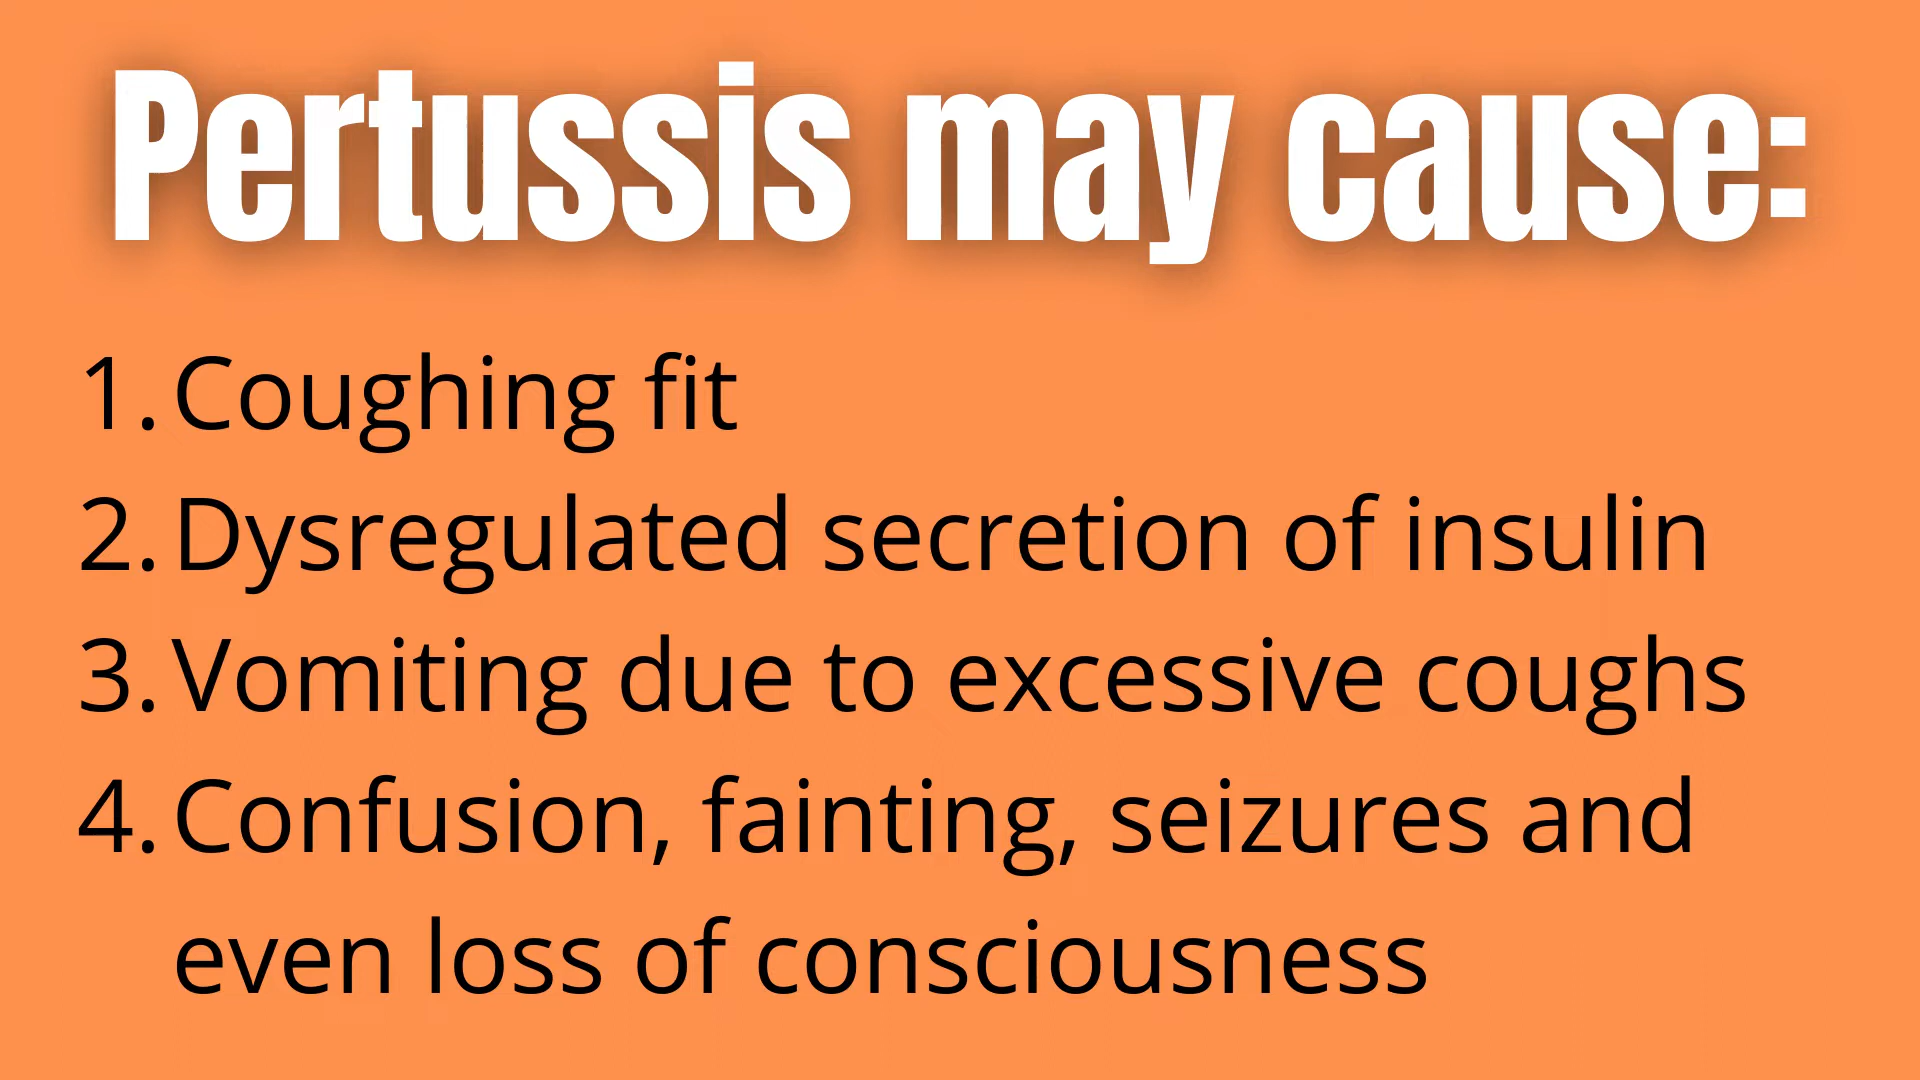 Pertussis may cause:
1. Coughing fit
2. Dysregulated secretion of insulin
3. Vomiting due to excessive coughs
4. Confusion, fainting, seizures and
even loss of consciousness